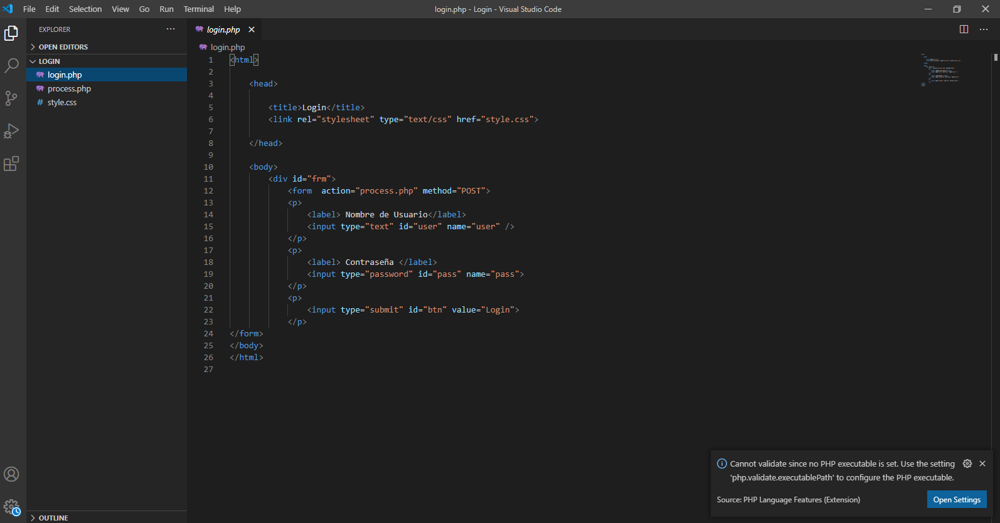 File Edit Selection View Go Run Terminal Help
login.php - Login - Visual Studio Code
EXPLORER
OPEN EDITORS
LOGIN
login.php
process.php
style.css
OUTLINE
login.php
login.php
1 <html>
2
3 <head>
4
5 <title>Login</title>
6 <link rel="stylesheet" type="text/css" href="style.css">
7
8 </head>
9
10 <body>
11 <div id="frm">
12 <form  action="process.php" method="POST">
13 <p>
14 <label> Nombre de Usuario</label>
15 <input type="text" id="user" name="user" />
16 </p>
17 <p>
18 <label> Contraseña </label>
19 <input type="password" id="pass" name="pass">
20 </p>
21 <p>
22 <input type="submit" id="btn" value="Login">
23 </p>
24 </form>
25 </body>
26 </html>
27
Cannot validate since no PHP executable is set. Use the setting
'php.validate.executablePath' to configure the PHP executable.
Source: PHP Language Features (Extension)
Open Settings